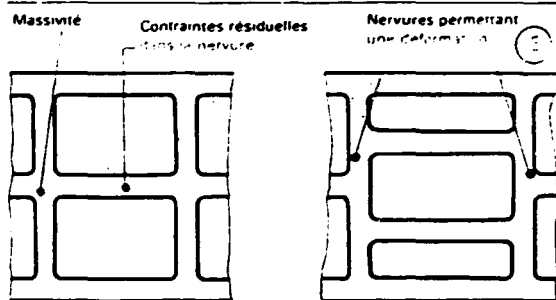 Massivité
Contraintes résiduelles
dans la nervure
Nervures permettant
une déformation